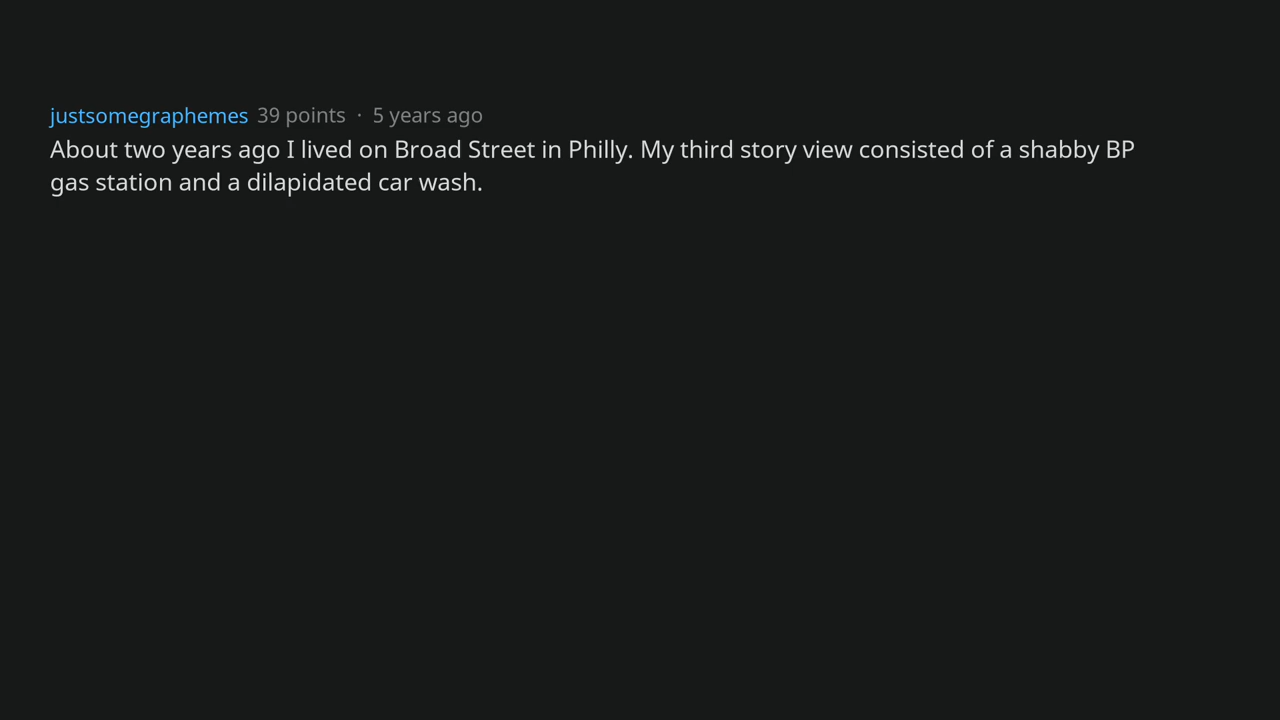 justsomegraphemes 39 points · 5 years ago
About two years ago I lived on Broad Street in Philly. My third story view consisted of a shabby BP
gas station and a dilapidated car wash.